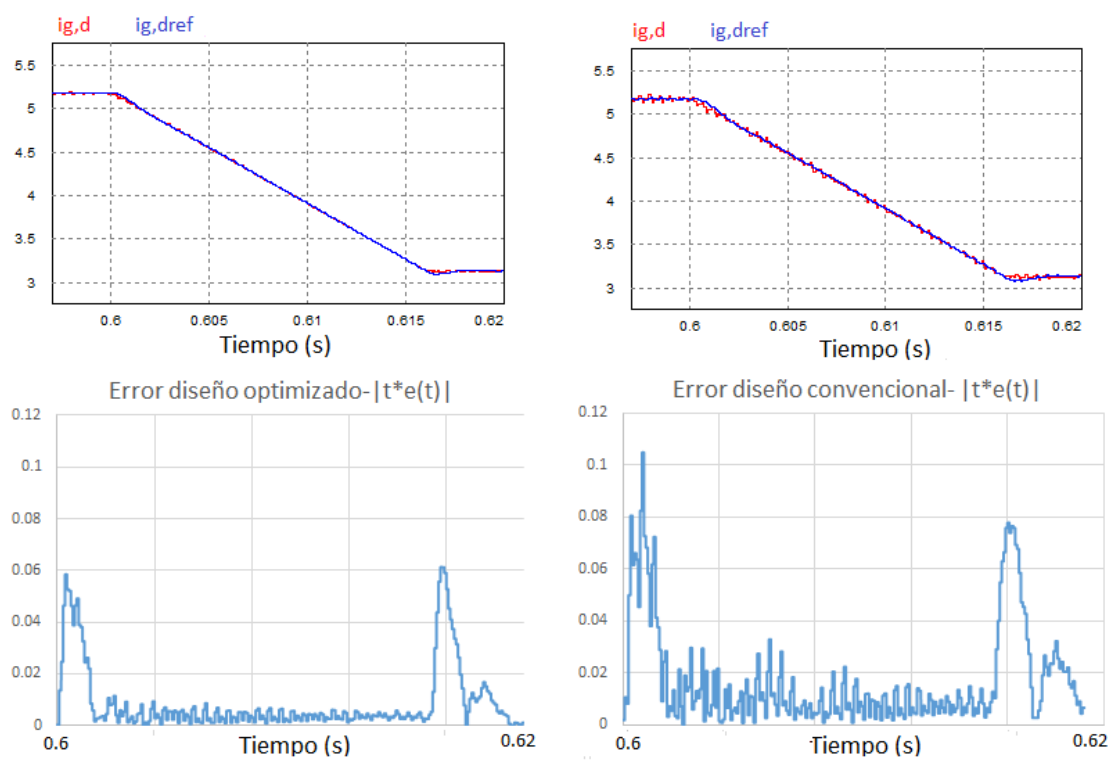 ig,d ig,dref
5.5
5
4.5
4
3.5
3
0.6 0.605 0.61 0.615 0.62
Tiempo (s)
ig,d ig,dref
5.5
5
4.5
4
3.5
3
0.6 0.605 0.61 0.615 0.62
Tiempo (s)
Error diseño optimizado-|t*e(t)|
0.12
0.1
0.08
0.06
0.04
0.02
0
0.6 Tiempo (s) 0.62
Error diseño convencional- |t*e(t)|
0.12
0.1
0.08
0.06
0.04
0.02
0
0.6 Tiempo (s) 0.62